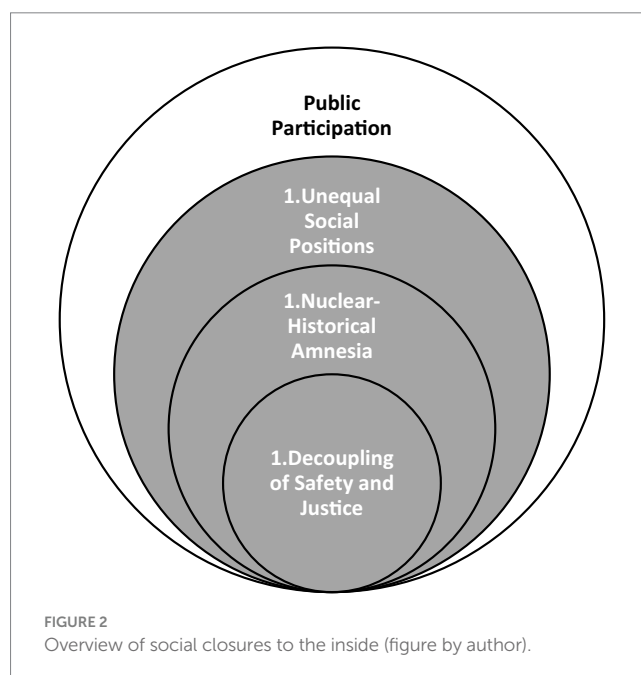 Public
Participation
1.Unequal
Social
Positions
1.Nuclear-
Historical
Amnesia
1.Decoupling
of Safety and
Justice
FIGURE 2
Overview of social closures to the inside (figure by author).